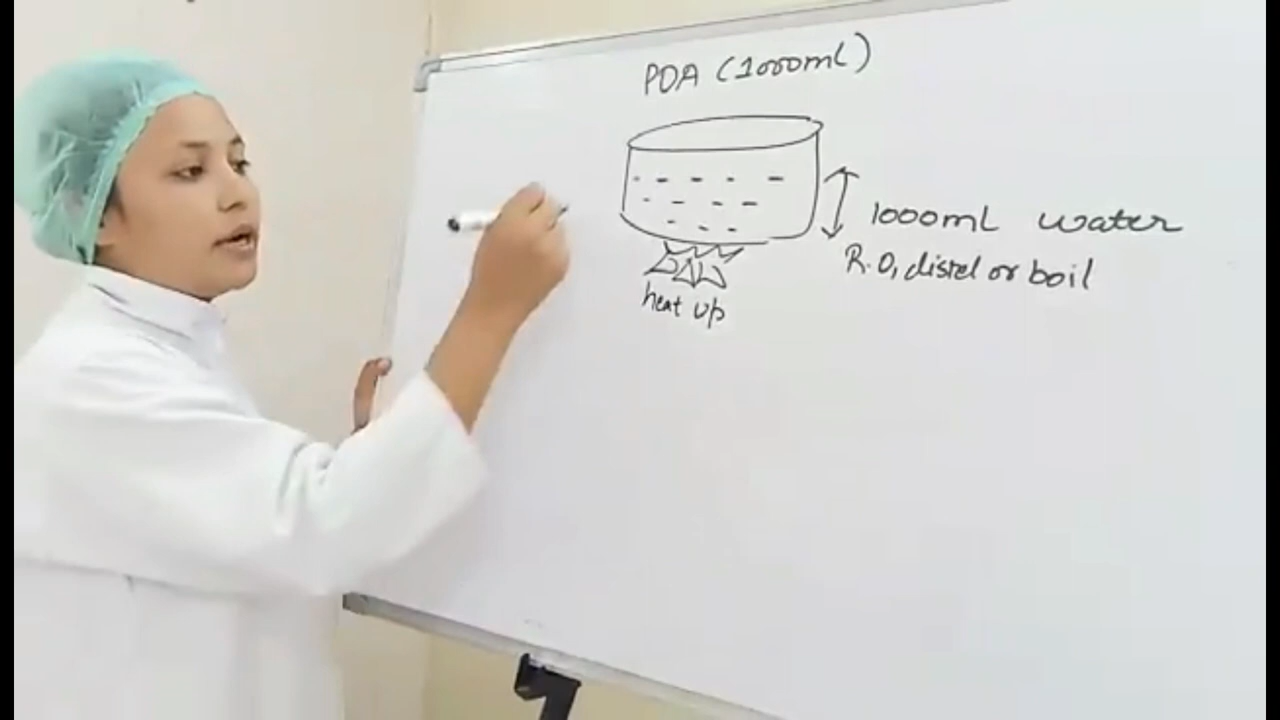 PDA (1000ml)
1000ml water
R.O, distel or boil
heat up